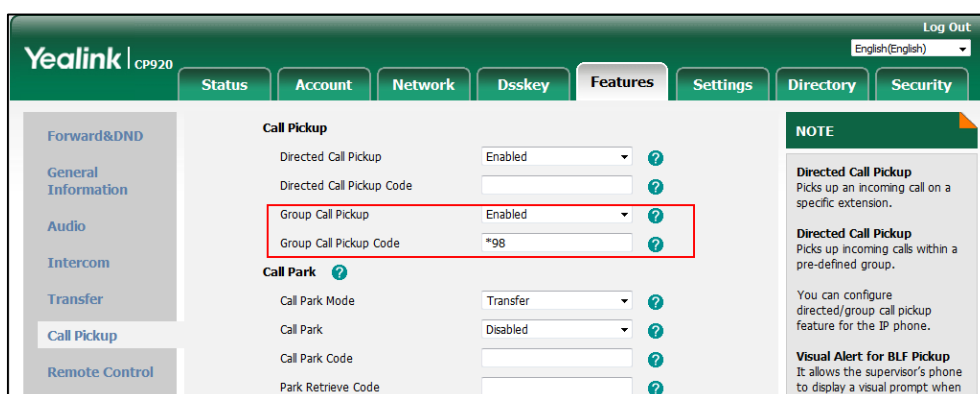 Log Out
Yealink CP920
English(English)
Status Account Network Dsskey Features Settings Directory Security
Forward&DND
General
Information
Audio
Intercom
Transfer
Call Pickup
Remote Control
Call Pickup
Directed Call Pickup Enabled ?
Directed Call Pickup Code ?
Group Call Pickup Enabled ?
Group Call Pickup Code *98 ?
Call Park ?
Call Park Mode Transfer ?
Call Park Disabled ?
Call Park Code
Park Retrieve Code ?
NOTE
Directed Call Pickup
Picks up an incoming call on a
specific extension.
Directed Call Pickup
Picks up incoming calls within a
pre-defined group.
You can configure
directed/group call pickup
feature for the IP phone.
Visual Alert for BLF Pickup
It allows the supervisor's phone
to display a visual prompt when